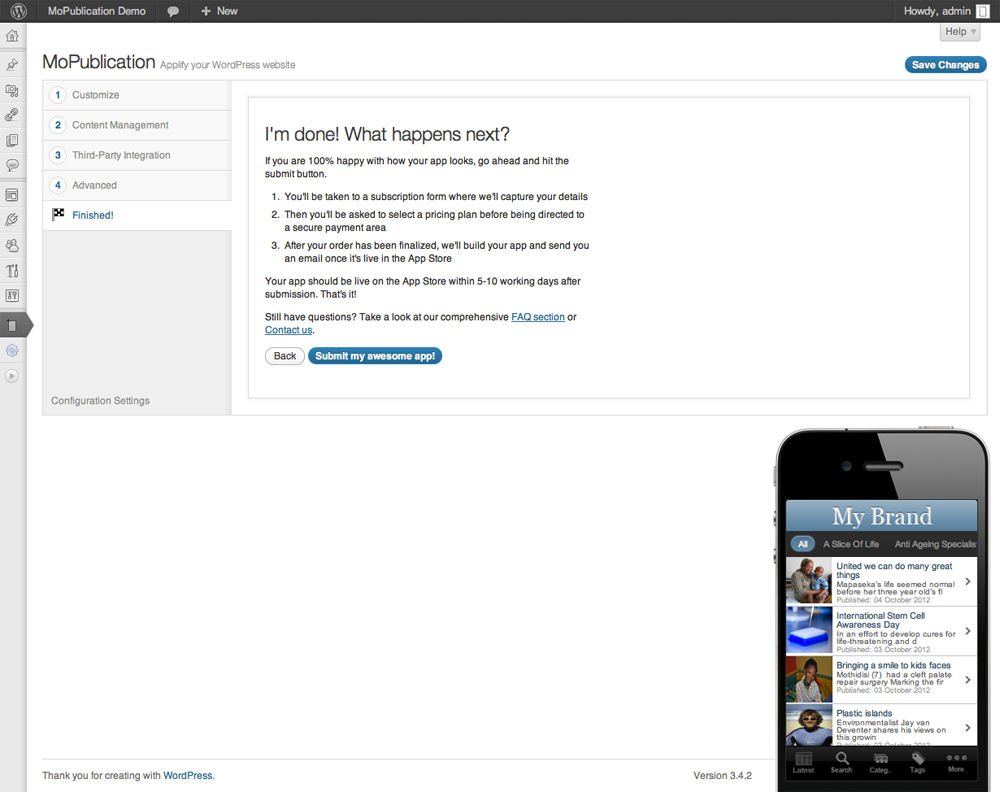 MoPublication Demo
+ New
Howdy, admin
Help
MoPublication Applify your WordPress website
Save Changes
1 Customize
2 Content Management
3 Third-Party Integration
4 Advanced
Finished!
Configuration Settings
I'm done! What happens next?
If you are 100% happy with how your app looks, go ahead and hit the
submit button.
1. You'll be taken to a subscription form where we'll capture your details
2. Then you'll be asked to select a pricing plan before being directed to
a secure payment area
3. After your order has been finalized, we'll build your app and send you
an email once it's live in the App Store
Your app should be live on the App Store within 5-10 working days after
submission. That's it!
Still have questions? Take a look at our comprehensive FAQ section or
Contact us.
Back Submit my awesome app!
My Brand
All A Slice Of Life Anti Ageing Specialis
United we can do many great
things
Mapaseka's life seemed normal
before her three year old's fl
Published: 04 October 2012
International Stem Cell
Awareness Day
In an effort to develop cures for
life-threatening and d
Published: 03 October 2012
Bringing a smile to kids faces
Mothidisi (7) had a cleft palate
repair surgery Marking the fir
Published: 03 October 2012
Plastic islands
Environmentalist Jay van
Deventer shares his views on
this growin
Published: 03 October 2012
Latest Search Categ.. Tags More
Thank you for creating with WordPress.
Version 3.4.2